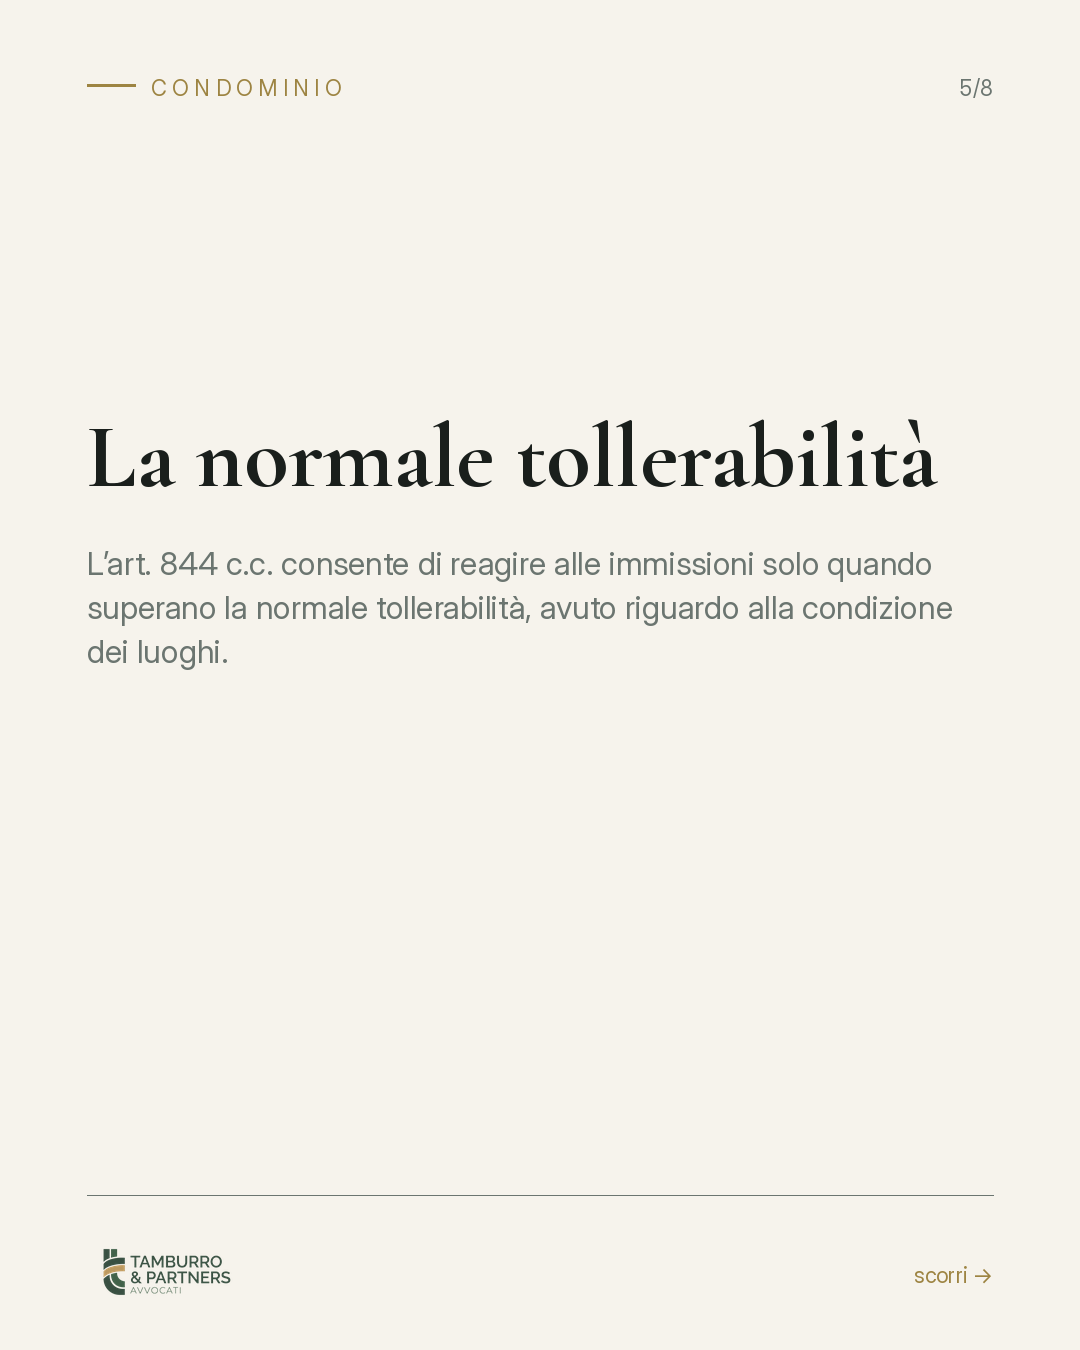 CONDOMINIO
5/8
La normale tollerabilità
L’art. 844 c.c. consente di reagire alle immissioni solo quando
superano la normale tollerabilità, avuto riguardo alla condizione
dei luoghi.
TAMBURRO
& PARTNERS
AVVOCATI
scorri →